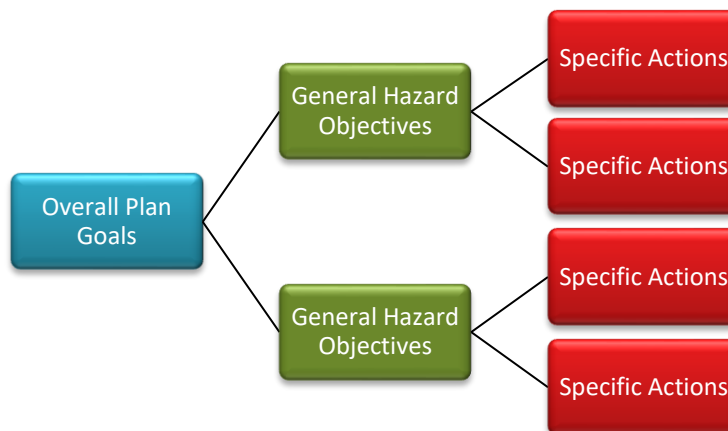 Overall Plan
Goals
General Hazard
Objectives
General Hazard
Objectives
Specific Actions
Specific Actions
Specific Actions
Specific Actions